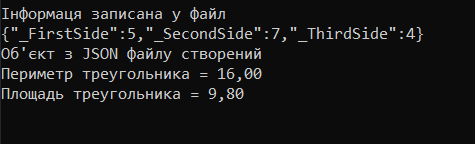 Інформація записана у файл
{"_FirstSide":5,"_SecondSide":7,"_ThirdSide":4}
Об'єкт з JSON файлу створений
Периметр треугольника = 16,00
Площадь треугольника = 9,80